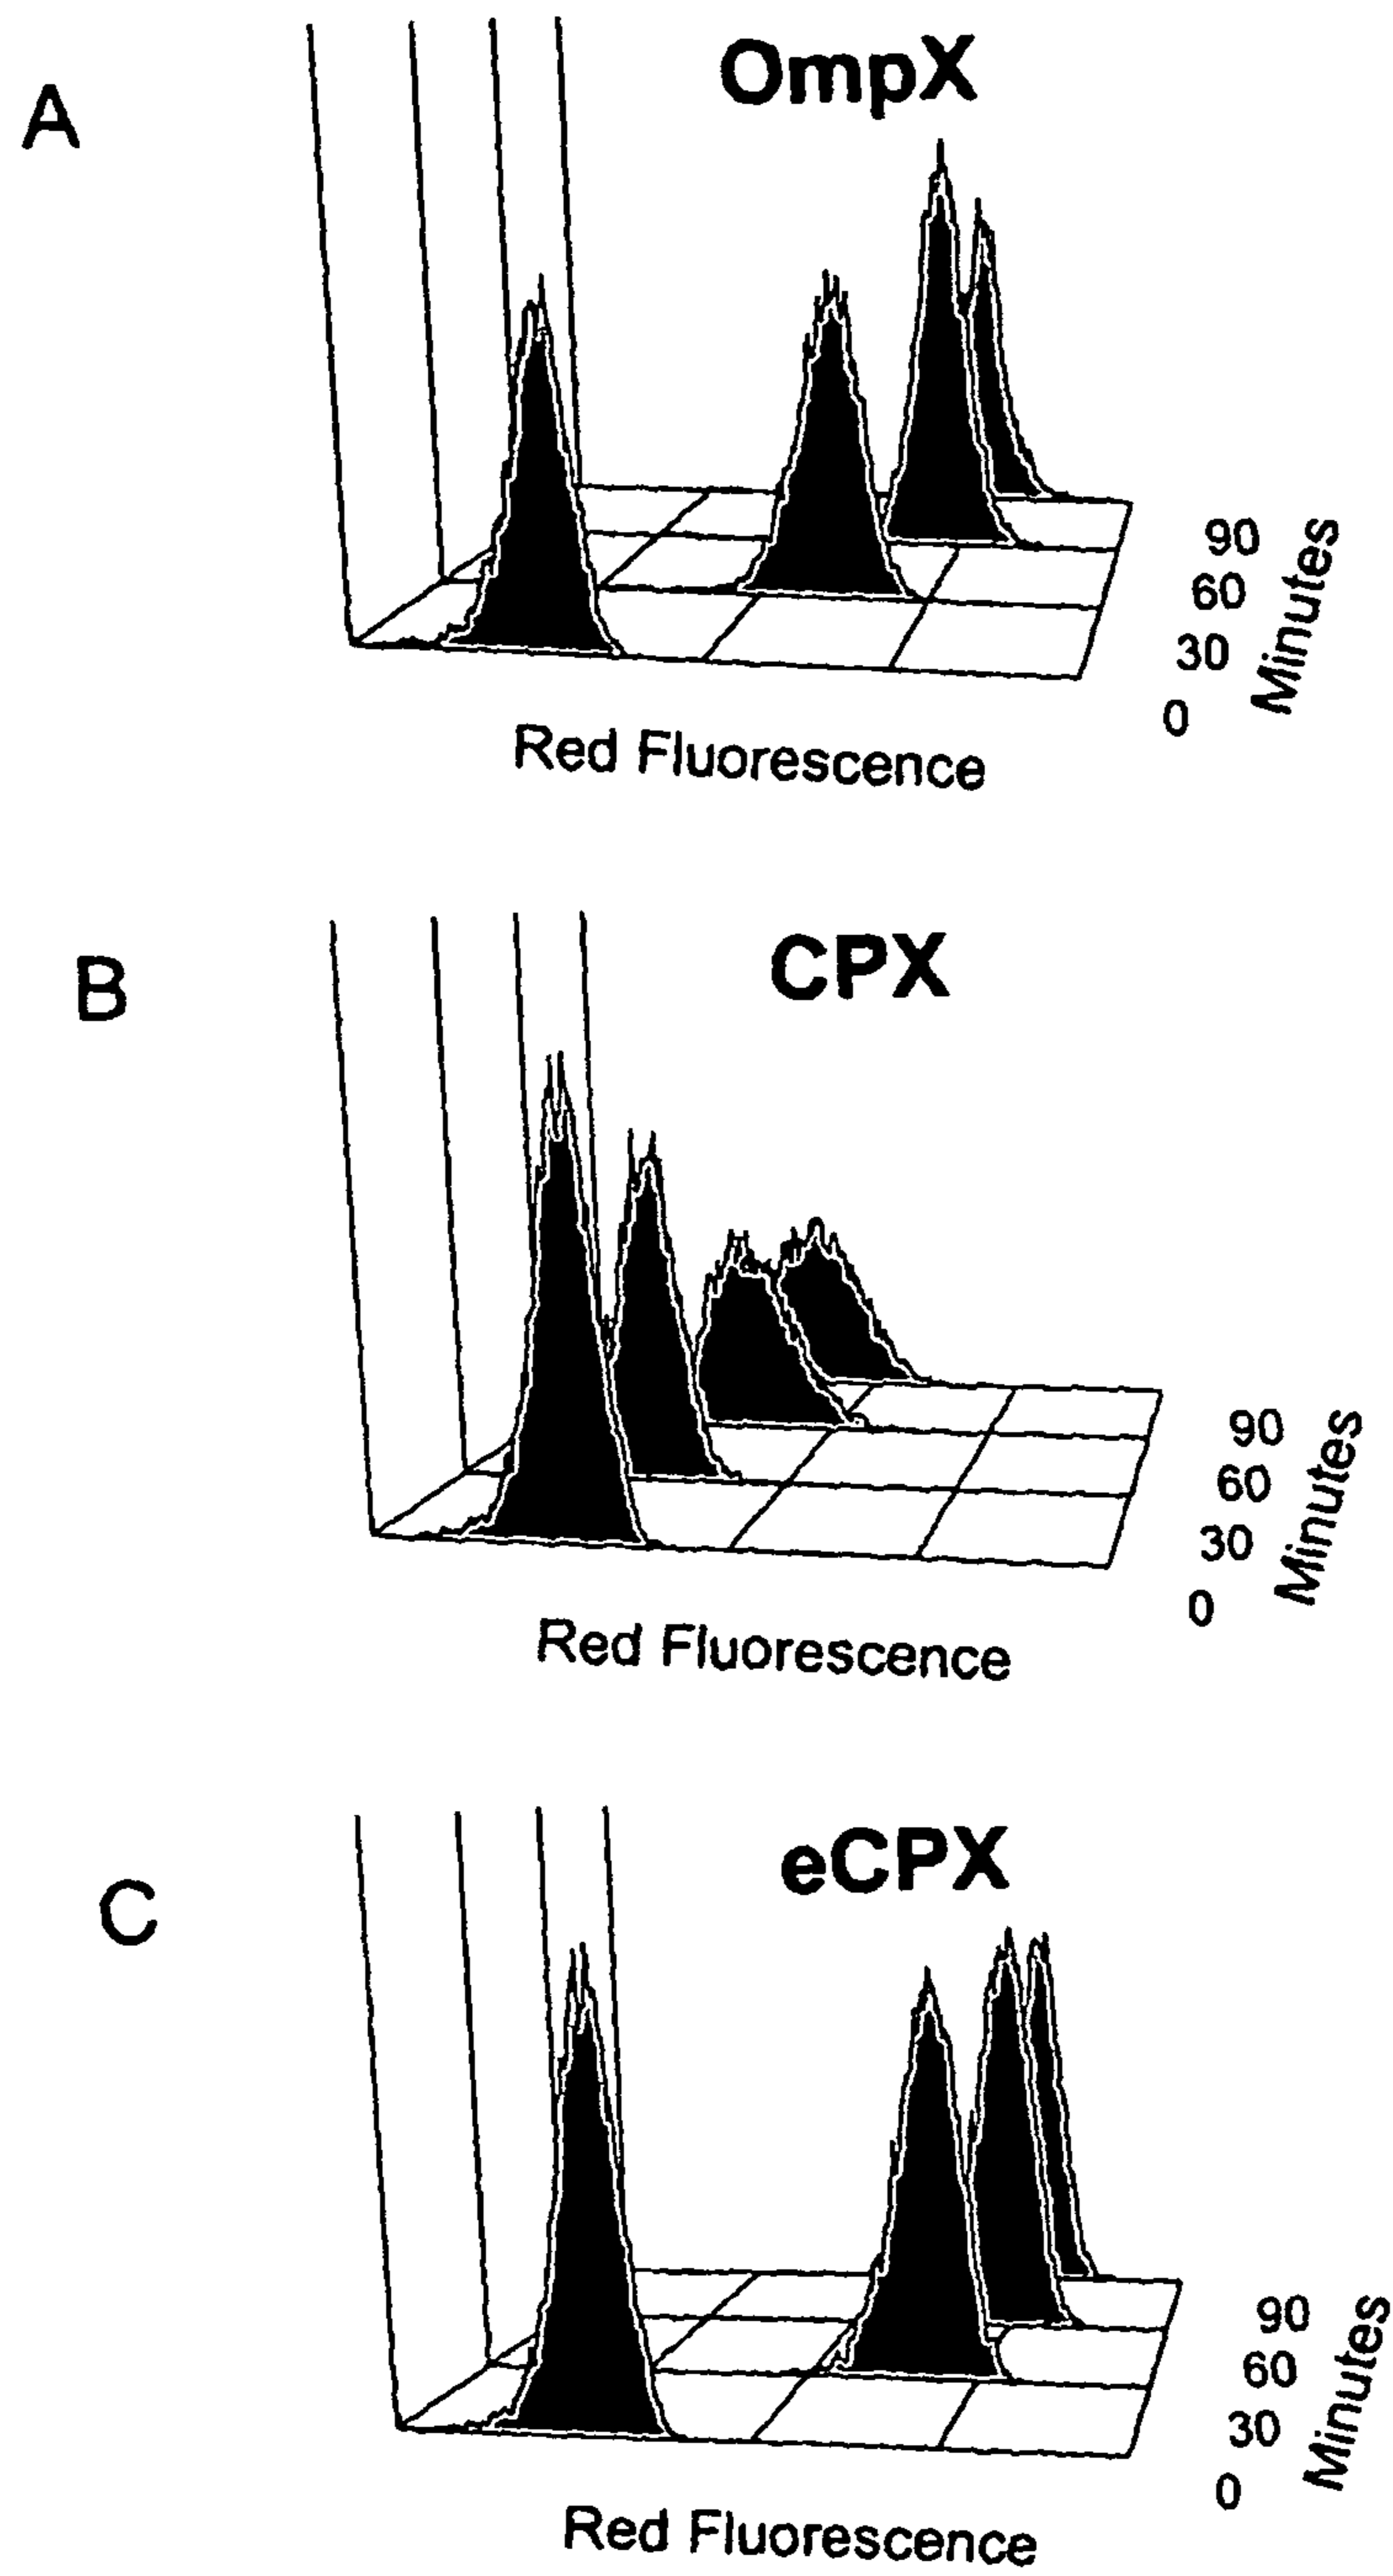 A
OmpX
90
60
30
0
Minutes
Red Fluorescence
B
CPX
90
60
30
0
Minutes
Red Fluorescence
C
eCPX
90
60
30
0
Minutes
Red Fluorescence